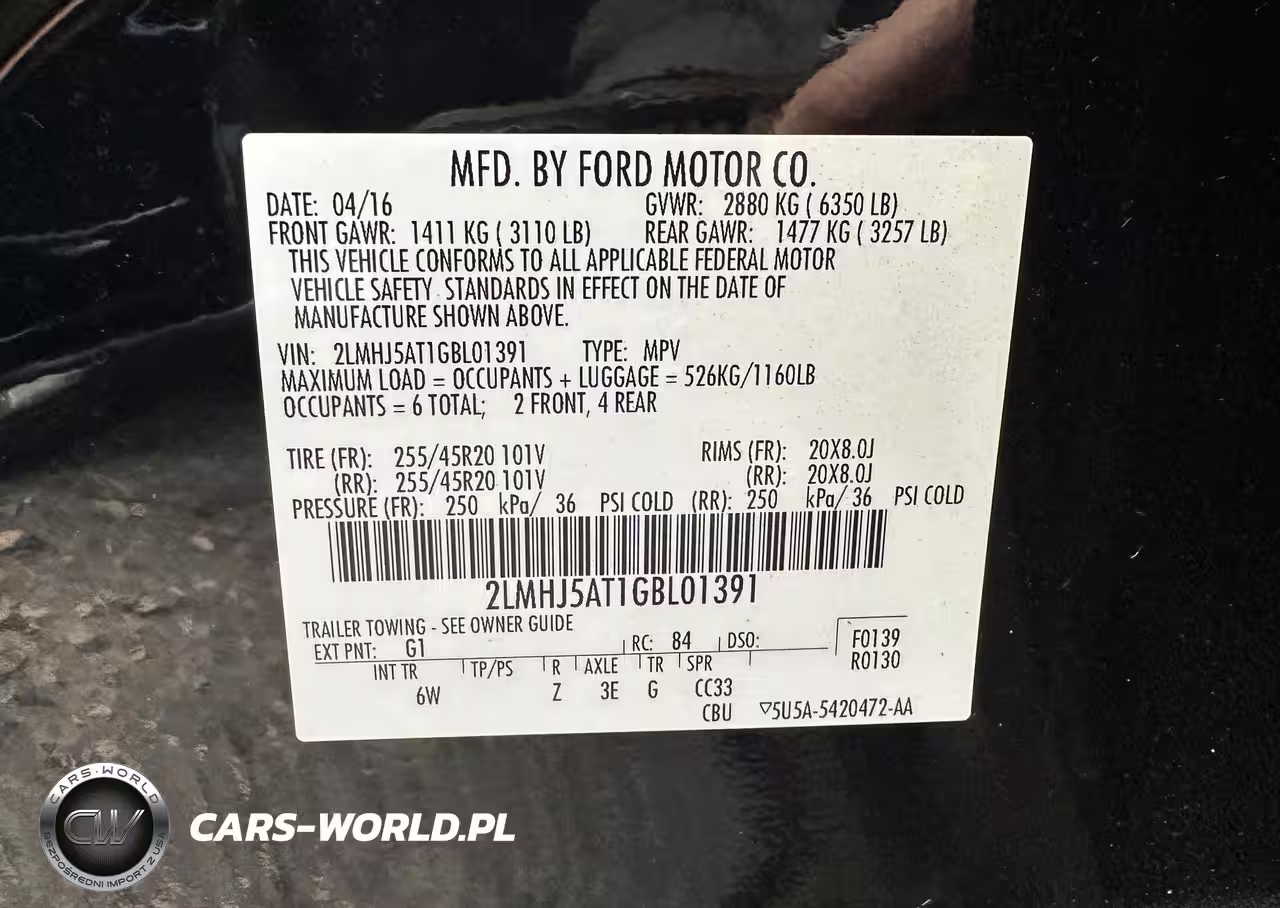 MFD. BY FORD MOTOR CO.
DATE: 04/16 GVWR: 2880 KG ( 6350 LB)
FRONT GAWR: 1411 KG ( 3110 LB) REAR GAWR: 1477 KG ( 3257 LB)
THIS VEHICLE CONFORMS TO ALL APPLICABLE FEDERAL MOTOR
VEHICLE SAFETY STANDARDS IN EFFECT ON THE DATE OF
MANUFACTURE SHOWN ABOVE.
VIN: 2LMHJ5AT1GBL01391 TYPE: MPV
MAXIMUM LOAD = OCCUPANTS + LUGGAGE = 526KG/1160LB
OCCUPANTS = 6 TOTAL; 2 FRONT, 4 REAR
TIRE (FR): 255/45R20 101V RIMS (FR): 20X8.0J
(RR): 255/45R20 101V (RR): 20X8.0J
PRESSURE (FR): 250 kPa/ 36 PSI COLD (RR): 250 kPa/ 36 PSI COLD
2LMHJ5AT1GBL01391
TRAILER TOWING - SEE OWNER GUIDE
EXT PNT: G1 RC: 84 DSO: F0139
R0130
INT TR TP/PS R AXLE TR SPR
6W Z 3E G CC33
CBU ▽5U5A-5420472-AA
CARS-WORLD
CW
BEZPOŚREDNI IMPORT Z USA
CARS-WORLD.PL